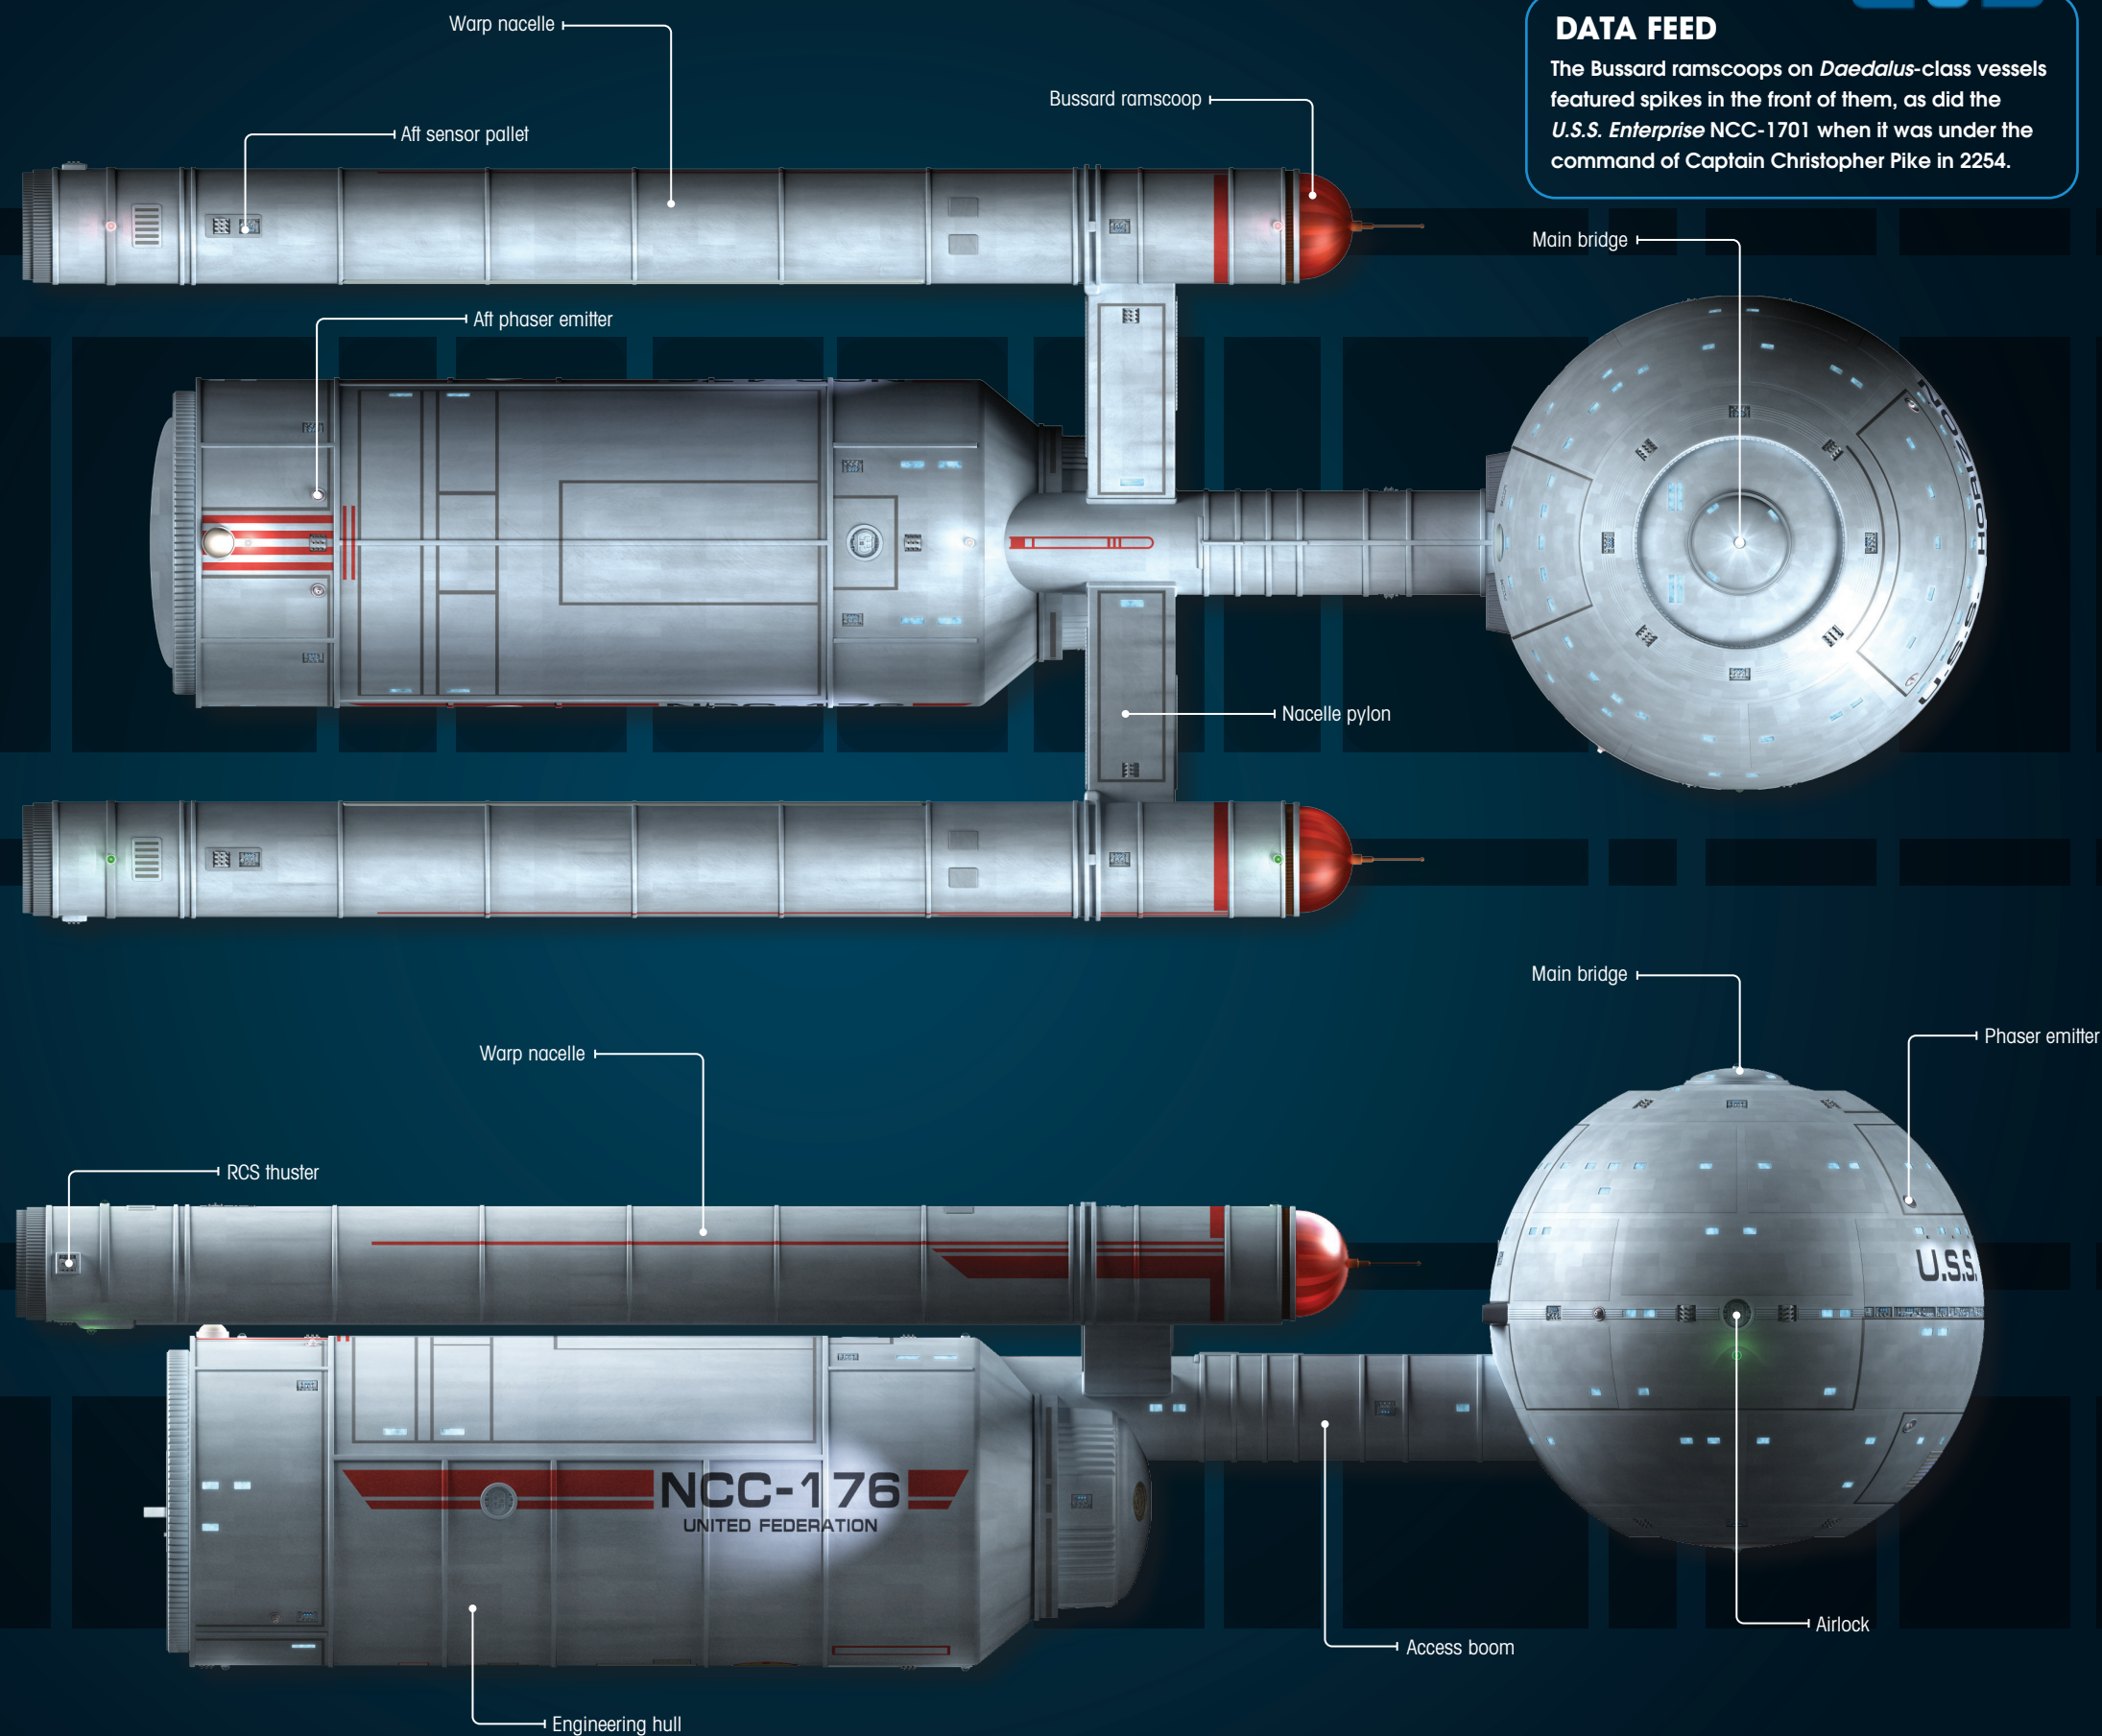 Warp nacelle
DATA FEED
The Bussard ramscoops on Daedalus-class vessels
featured spikes in the front of them, as did the
U.S.S. Enterprise NCC-1701 when it was under the
command of Captain Christopher Pike in 2254.
Bussard ramscoop
Aft sensor pallet
Main bridge
Aft phaser emitter
U.S.S. HORIZON
Nacelle pylon
Main bridge
Phaser emitter
Warp nacelle
RCS thuster
U.S.S.
NCC-176
UNITED FEDERATION
Airlock
Access boom
Engineering hull